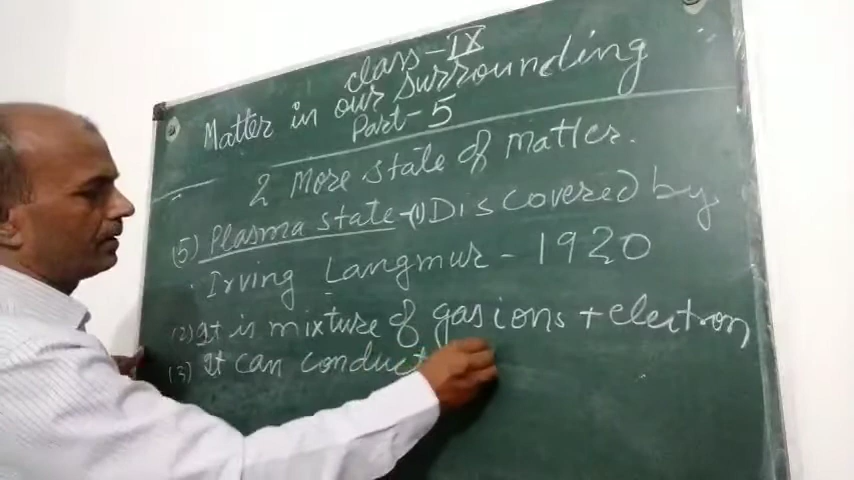 class-IX
Matter in our surrounding
Part-5
2 More state of Matter.
(5) Plasma state-(1) Discovered by
Irving Langmur - 1920
(2) It is mixture of gas ions + electron
(3) It can conduct